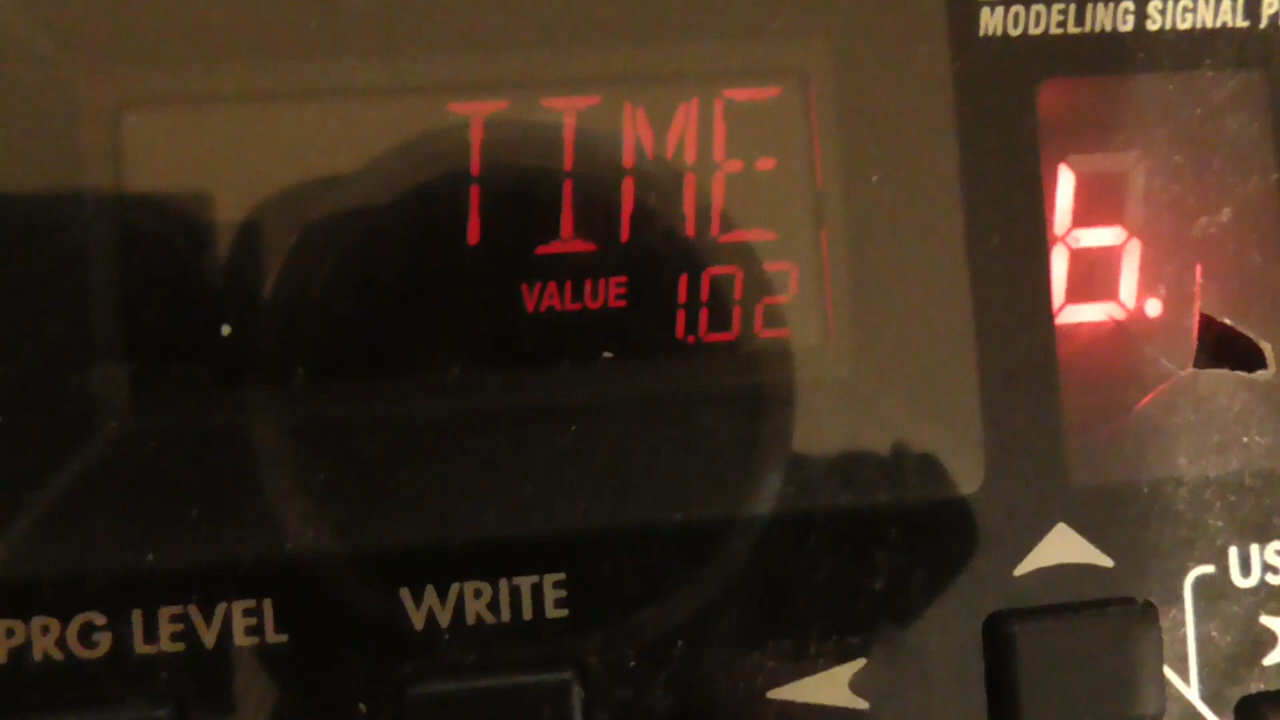 MODELING SIGNAL P
TIME
VALUE 1.02
6.
PRG LEVEL
WRITE
US